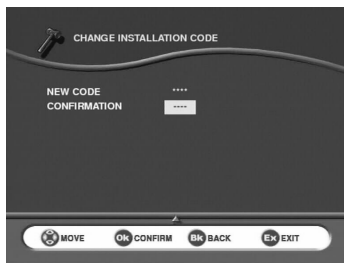 CHANGE INSTALLATION CODE
NEW CODE ****
CONFIRMATION ----
MOVE Ok CONFIRM Bk BACK Ex EXIT